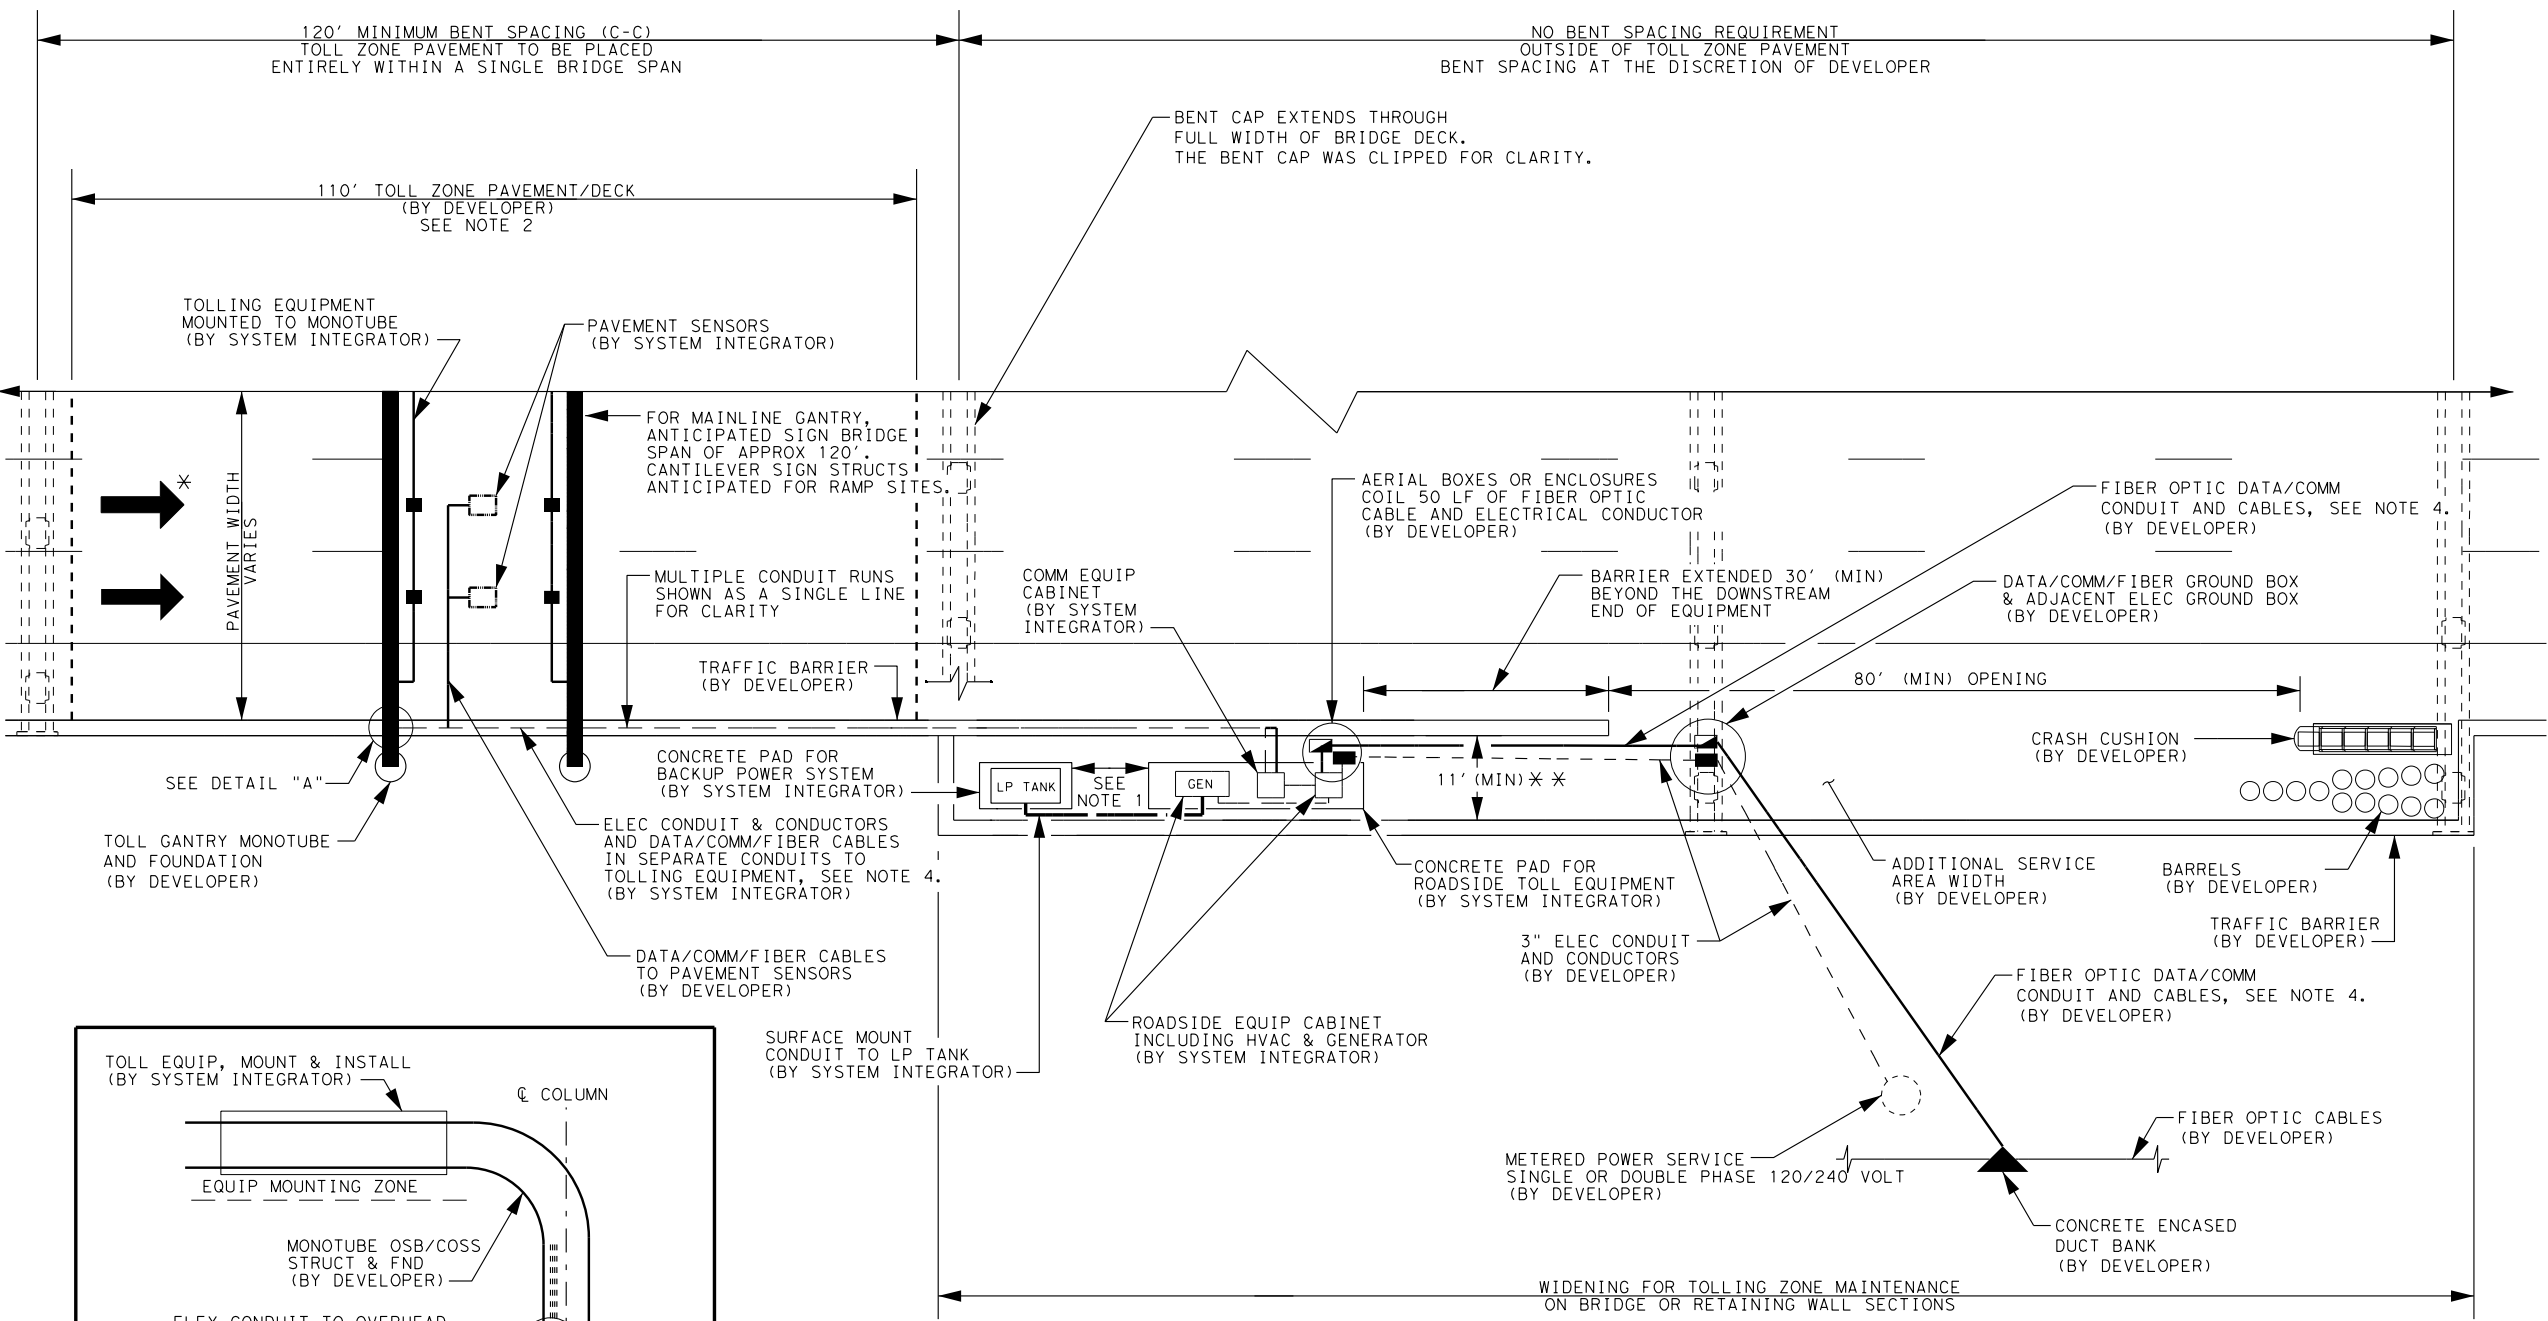 120' MINIMUM BENT SPACING (C-C)
TOLL ZONE PAVEMENT TO BE PLACED
ENTIRELY WITHIN A SINGLE BRIDGE SPAN
NO BENT SPACING REQUIREMENT
OUTSIDE OF TOLL ZONE PAVEMENT
BENT SPACING AT THE DISCRETION OF DEVELOPER
BENT CAP EXTENDS THROUGH
FULL WIDTH OF BRIDGE DECK.
THE BENT CAP WAS CLIPPED FOR CLARITY.
110' TOLL ZONE PAVEMENT/DECK
(BY DEVELOPER)
SEE NOTE 2
TOLLING EQUIPMENT
MOUNTED TO MONOTUBE
(BY SYSTEM INTEGRATOR)
PAVEMENT SENSORS
(BY SYSTEM INTEGRATOR)
FOR MAINLINE GANTRY,
ANTICIPATED SIGN BRIDGE
SPAN OF APPROX 120'.
CANTILEVER SIGN STRUCTS
ANTICIPATED FOR RAMP SITES.
*
PAVEMENT WIDTH
VARIES
AERIAL BOXES OR ENCLOSURES
COIL 50 LF OF FIBER OPTIC
CABLE AND ELECTRICAL CONDUCTOR
(BY DEVELOPER)
FIBER OPTIC DATA/COMM
CONDUIT AND CABLES, SEE NOTE 4.
(BY DEVELOPER)
MULTIPLE CONDUIT RUNS
SHOWN AS A SINGLE LINE
FOR CLARITY
COMM EQUIP
CABINET
(BY SYSTEM
INTEGRATOR)
BARRIER EXTENDED 30' (MIN)
BEYOND THE DOWNSTREAM
END OF EQUIPMENT
DATA/COMM/FIBER GROUND BOX
& ADJACENT ELEC GROUND BOX
(BY DEVELOPER)
TRAFFIC BARRIER
(BY DEVELOPER)
80' (MIN) OPENING
SEE DETAIL "A"
CONCRETE PAD FOR
BACKUP POWER SYSTEM
(BY SYSTEM INTEGRATOR)
LP TANK
SEE
NOTE 1
GEN
11' (MIN) * *
CRASH CUSHION
(BY DEVELOPER)
TOLL GANTRY MONOTUBE
AND FOUNDATION
(BY DEVELOPER)
ELEC CONDUIT & CONDUCTORS
AND DATA/COMM/FIBER CABLES
IN SEPARATE CONDUITS TO
TOLLING EQUIPMENT, SEE NOTE 4.
(BY SYSTEM INTEGRATOR)
CONCRETE PAD FOR
ROADSIDE TOLL EQUIPMENT
(BY SYSTEM INTEGRATOR)
ADDITIONAL SERVICE
AREA WIDTH
(BY DEVELOPER)
BARRELS
(BY DEVELOPER)
TRAFFIC BARRIER
(BY DEVELOPER)
DATA/COMM/FIBER CABLES
TO PAVEMENT SENSORS
(BY DEVELOPER)
3" ELEC CONDUIT
AND CONDUCTORS
(BY DEVELOPER)
FIBER OPTIC DATA/COMM
CONDUIT AND CABLES, SEE NOTE 4.
(BY DEVELOPER)
SURFACE MOUNT
CONDUIT TO LP TANK
(BY SYSTEM INTEGRATOR)
ROADSIDE EQUIP CABINET
INCLUDING HVAC & GENERATOR
(BY SYSTEM INTEGRATOR)
TOLL EQUIP, MOUNT & INSTALL
(BY SYSTEM INTEGRATOR)
℄ COLUMN
EQUIP MOUNTING ZONE
MONOTUBE OSB/COSS
STRUCT & FND
(BY DEVELOPER)
FLEX CONDUIT TO OVERHEAD
METERED POWER SERVICE
SINGLE OR DOUBLE PHASE 120/240 VOLT
(BY DEVELOPER)
FIBER OPTIC CABLES
(BY DEVELOPER)
CONCRETE ENCASED
DUCT BANK
(BY DEVELOPER)
WIDENING FOR TOLLING ZONE MAINTENANCE
ON BRIDGE OR RETAINING WALL SECTIONS